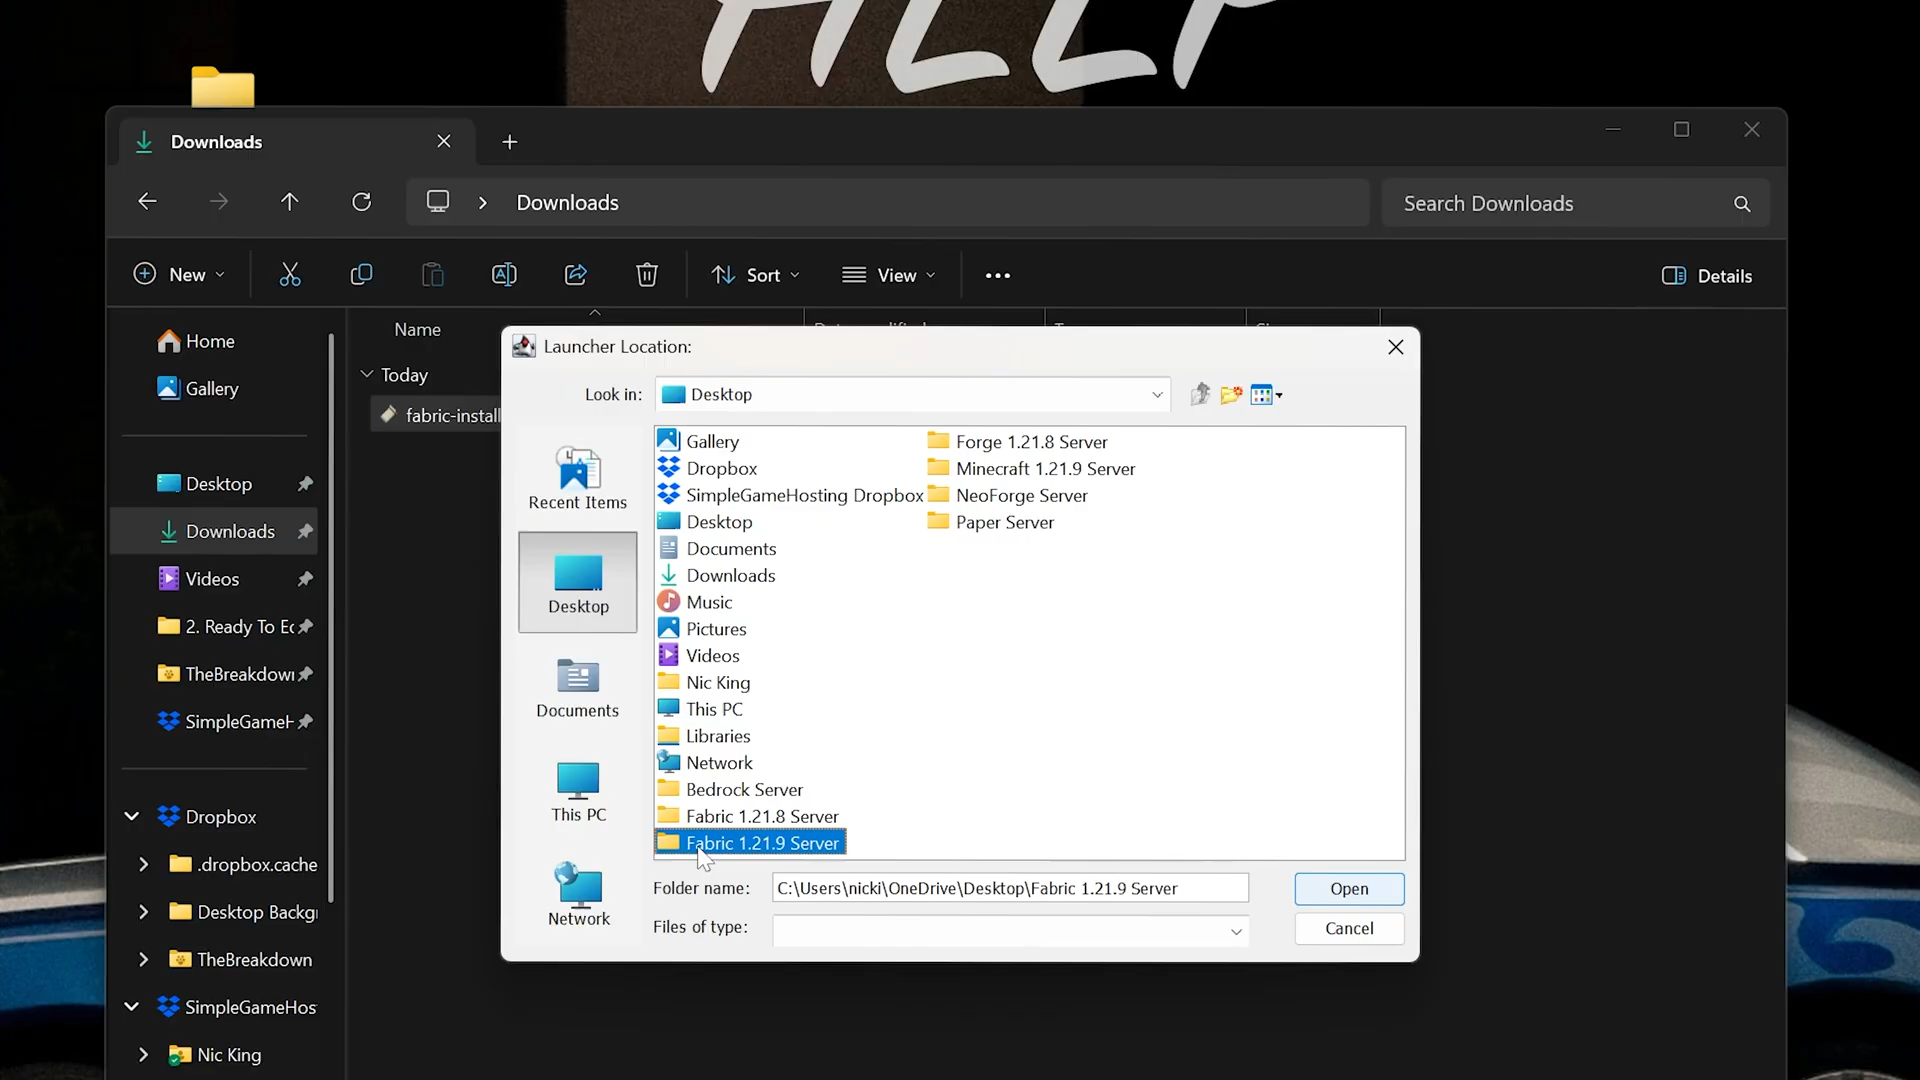 HELP
Downloads
Downloads
Search Downloads
New
Sort
View
Details
Home
Gallery
Desktop
Downloads
Videos
2. Ready To Ec
TheBreakdown
SimpleGameH
Dropbox
.dropbox.cache
Desktop Backgr
TheBreakdown
SimpleGameHos
Nic King
Name
Today
fabric-install
Launcher Location:
Look in:
Desktop
Recent Items
Desktop
Documents
This PC
Network
Gallery
Dropbox
SimpleGameHosting Dropbox
Desktop
Documents
Downloads
Music
Pictures
Videos
Nic King
This PC
Libraries
Network
Bedrock Server
Fabric 1.21.8 Server
Fabric 1.21.9 Server
Forge 1.21.8 Server
Minecraft 1.21.9 Server
NeoForge Server
Paper Server
Folder name:
C:\Users\nicki\OneDrive\Desktop\Fabric 1.21.9 Server
Open
Files of type:
Cancel